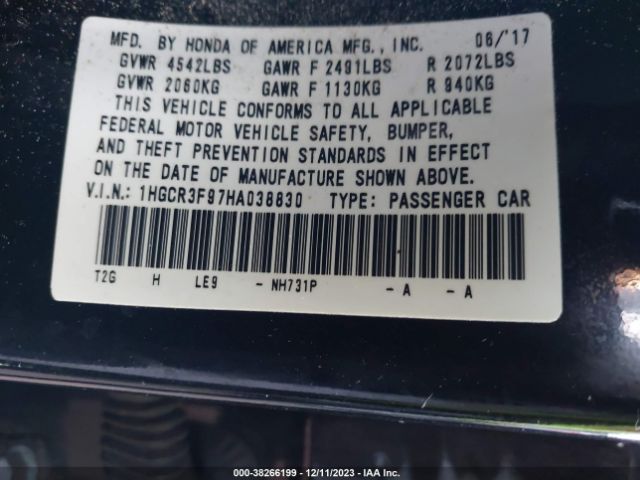 MFD. BY HONDA OF AMERICA MFG., INC. 06/'17
GVWR 4542LBS GAWR F 2491LBS R 2072LBS
GVWR 2060KG GAWR F 1130KG R 940KG
THIS VEHICLE CONFORMS TO ALL APPLICABLE
FEDERAL MOTOR VEHICLE SAFETY, BUMPER,
AND THEFT PREVENTION STANDARDS IN EFFECT
ON THE DATE OF MANUFACTURE SHOWN ABOVE.
V.I.N.: 1HGCR3F97HA038830 TYPE: PASSENGER CAR
T2G H LE9 - NH731P - A - A
000-38266199 - 12/11/2023 - IAA Inc.